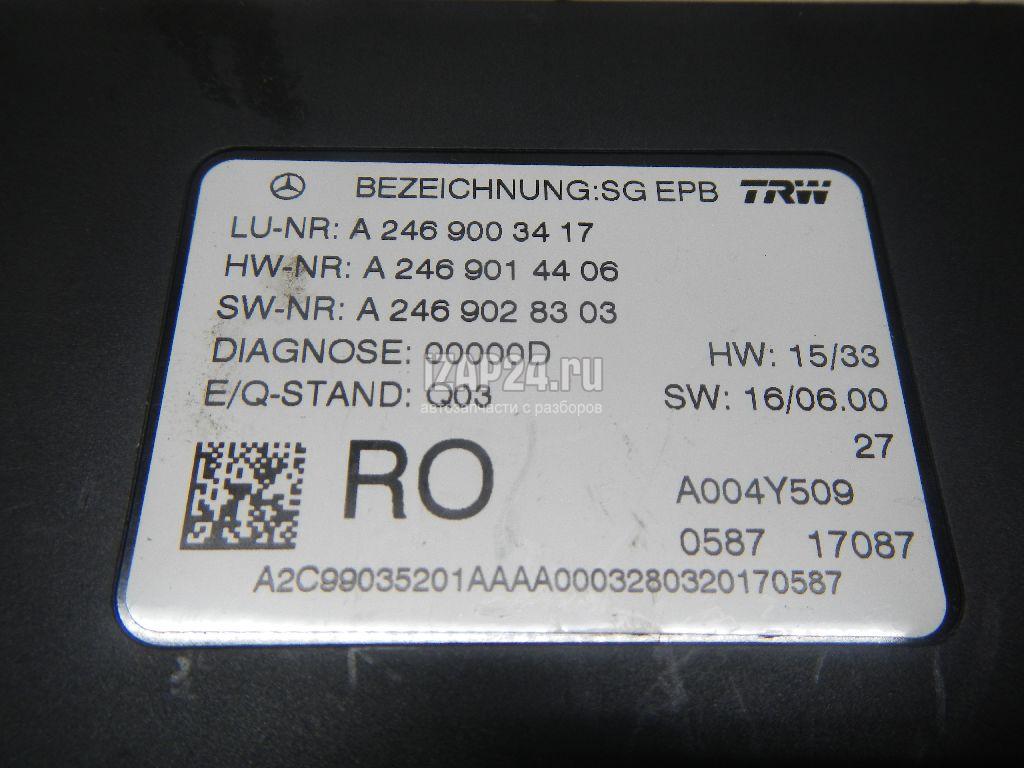 BEZEICHNUNG:SG EPB TRW
LU-NR: A 246 900 34 17
HW-NR: A 246 901 44 06
SW-NR: A 246 902 83 03
DIAGNOSE: 00000D HW: 15/33
IZAP24.ru
E/Q-STAND: Q03 SW: 16/06.00
автозапчасти с разборов
27
RO
A004Y509
0587 17087
A2C99035201AAAA0003280320170587